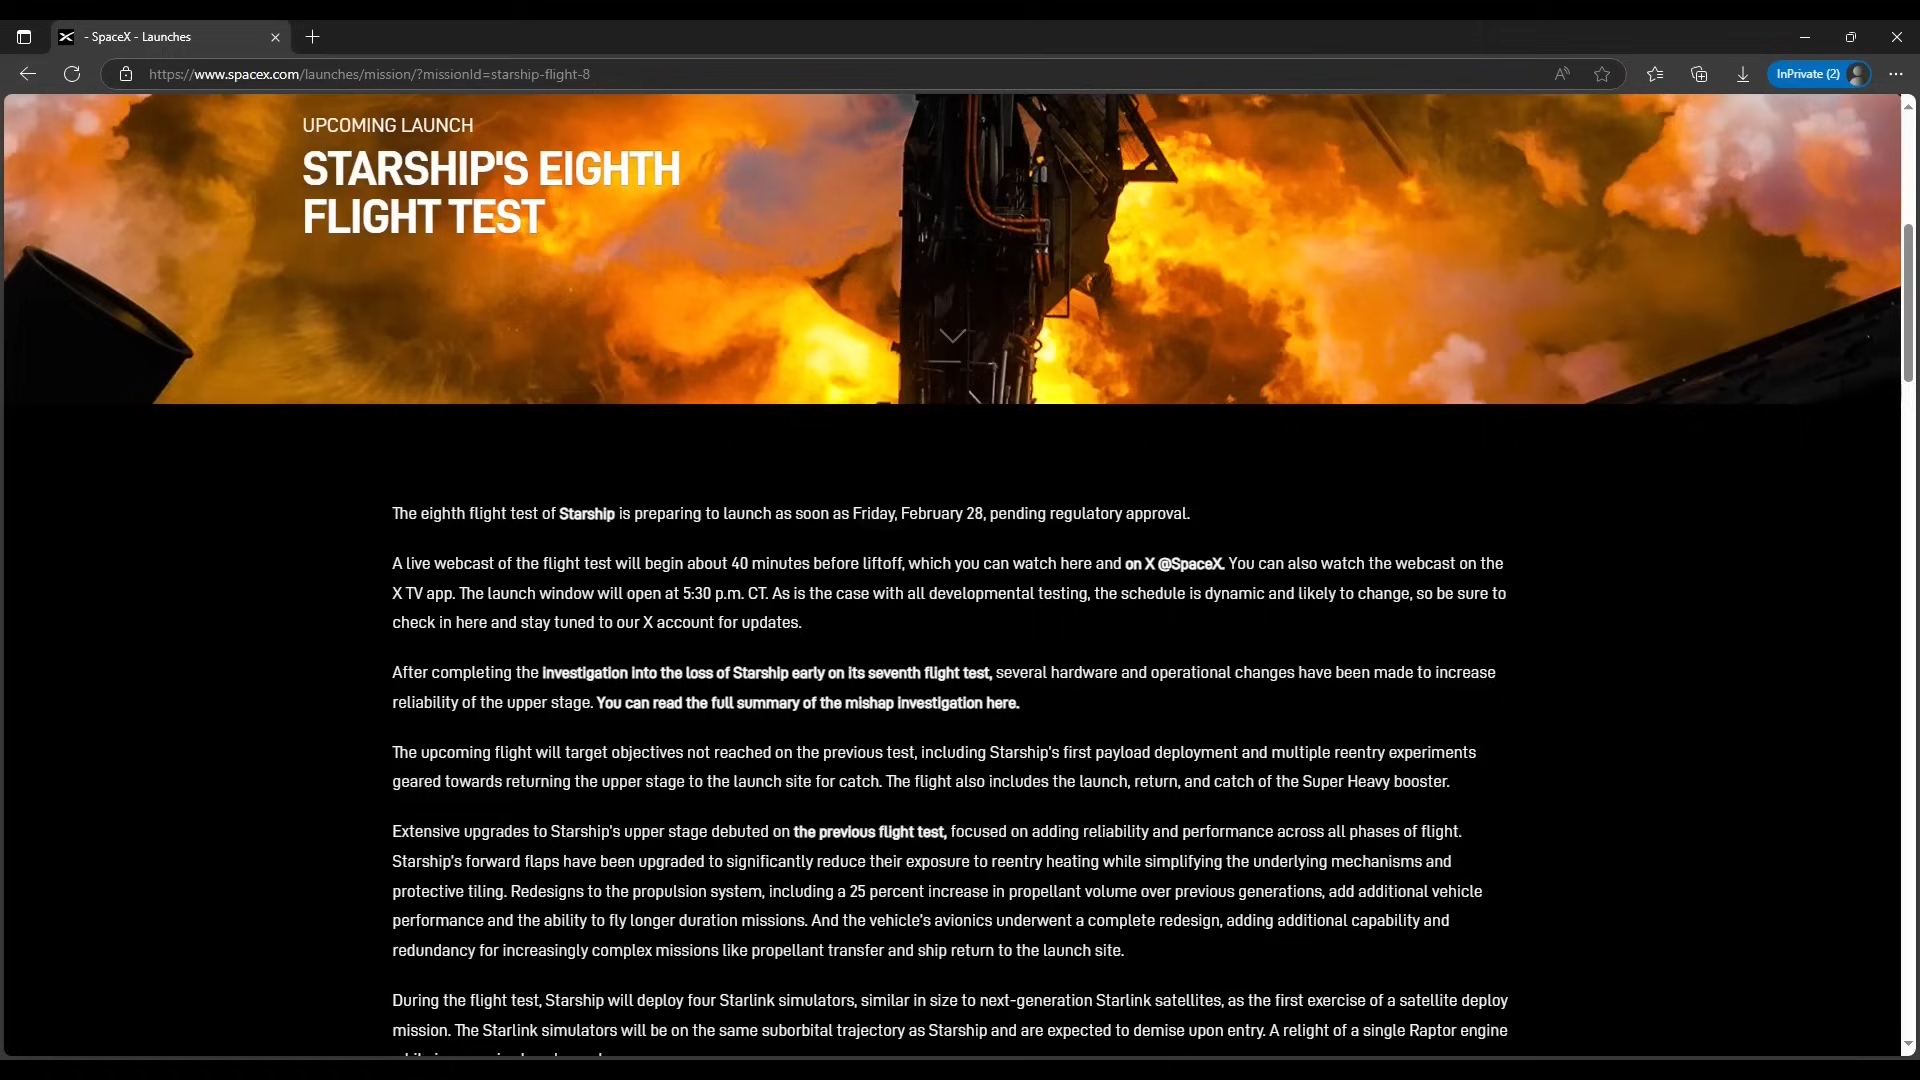 - SpaceX - Launches
https://www.spacex.com/launches/mission/?missionId=starship-flight-8
InPrivate (2)
UPCOMING LAUNCH
STARSHIP'S EIGHTH
FLIGHT TEST
The eighth flight test of Starship is preparing to launch as soon as Friday, February 28, pending regulatory approval.
A live webcast of the flight test will begin about 40 minutes before liftoff, which you can watch here and on X @SpaceX. You can also watch the webcast on the
X TV app. The launch window will open at 5:30 p.m. CT. As is the case with all developmental testing, the schedule is dynamic and likely to change, so be sure to
check in here and stay tuned to our X account for updates.
After completing the investigation into the loss of Starship early on its seventh flight test, several hardware and operational changes have been made to increase
reliability of the upper stage. You can read the full summary of the mishap investigation here.
The upcoming flight will target objectives not reached on the previous test, including Starship's first payload deployment and multiple reentry experiments
geared towards returning the upper stage to the launch site for catch. The flight also includes the launch, return, and catch of the Super Heavy booster.
Extensive upgrades to Starship's upper stage debuted on the previous flight test, focused on adding reliability and performance across all phases of flight.
Starship's forward flaps have been upgraded to significantly reduce their exposure to reentry heating while simplifying the underlying mechanisms and
protective tiling. Redesigns to the propulsion system, including a 25 percent increase in propellant volume over previous generations, add additional vehicle
performance and the ability to fly longer duration missions. And the vehicle's avionics underwent a complete redesign, adding additional capability and
redundancy for increasingly complex missions like propellant transfer and ship return to the launch site.
During the flight test, Starship will deploy four Starlink simulators, similar in size to next-generation Starlink satellites, as the first exercise of a satellite deploy
mission. The Starlink simulators will be on the same suborbital trajectory as Starship and are expected to demise upon entry. A relight of a single Raptor engine